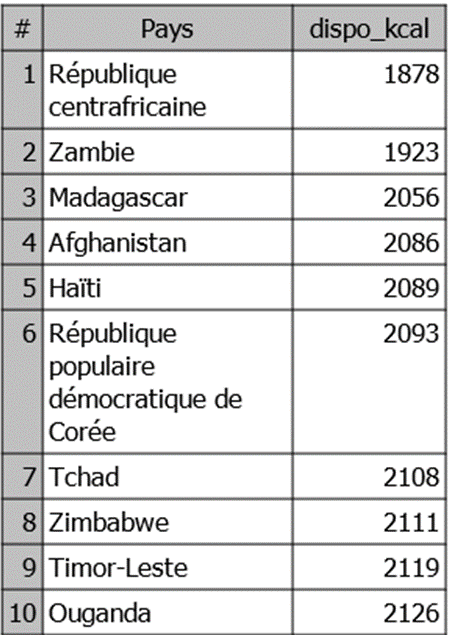 # Pays dispo_kcal
1 République 1878
centrafricaine
2 Zambie 1923
3 Madagascar 2056
4 Afghanistan 2086
5 Haïti 2089
6 République 2093
populaire
démocratique de
Corée
7 Tchad 2108
8 Zimbabwe 2111
9 Timor-Leste 2119
10 Ouganda 2126